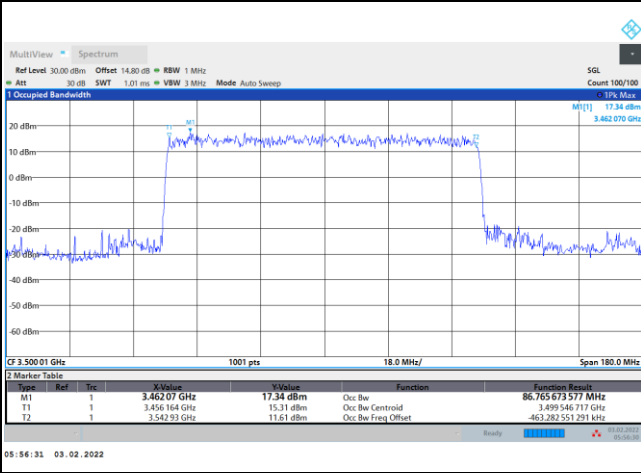 MultiView Spectrum
Ref Level 30.00 dBm Offset 14.80 dB RBW 1 MHz SGL
Att 30 dB SWT 1.01 ms VBW 3 MHz Mode Auto Sweep Count 100/100
1 Occupied Bandwidth 1Pk Max
M1[1] 17.34 dBm
3.462 070 GHz
M1
T1
T2
20 dBm
10 dBm
0 dBm
-10 dBm
-20 dBm
-30 dBm
-40 dBm
-50 dBm
-60 dBm
CF 3.500 01 GHz 1001 pts 18.0 MHz/ Span 180.0 MHz
2 Marker Table
Type Ref Trc X-Value Y-Value Function Function Result
M1 1 3.462 07 GHz 17.34 dBm Occ Bw 86.765 673 577 MHz
T1 1 3.456 164 GHz 15.31 dBm Occ Bw Centroid 3.499 546 717 GHz
T2 1 3.542 93 GHz 11.61 dBm Occ Bw Freq Offset -463.282 551 291 kHz
Ready 03.02.2022
05:56:30
05:56:31 03.02.2022